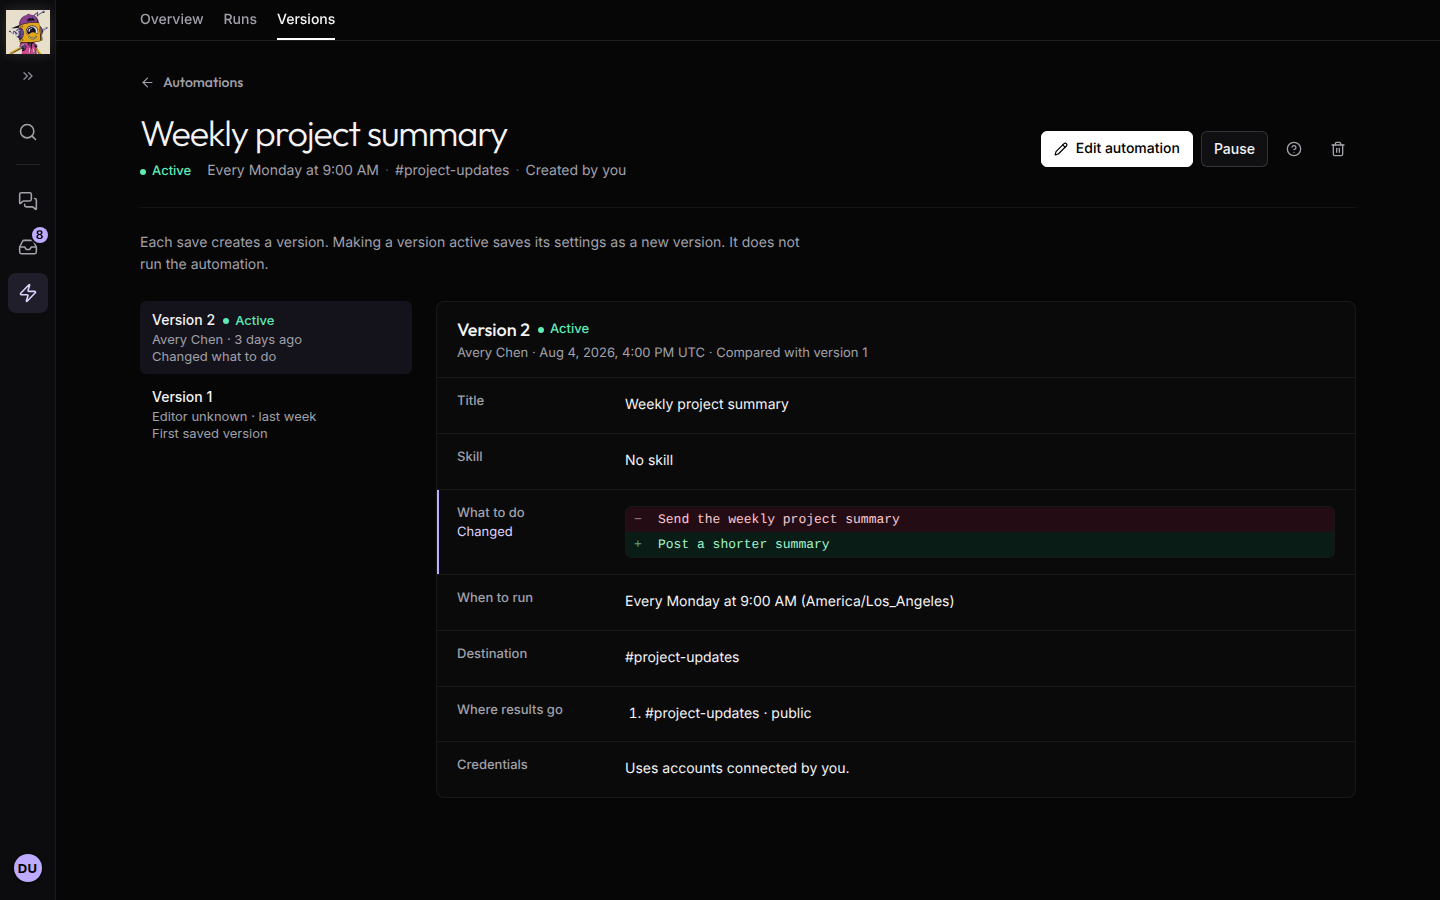 Overview Runs Versions
Automations
Weekly project summary
Edit automation
Pause
Active Every Monday at 9:00 AM · #project-updates · Created by you
8
Each save creates a version. Making a version active saves its settings as a new version. It does not
run the automation.
Version 2 Active
Avery Chen · 3 days ago
Changed what to do
Version 1
Editor unknown · last week
First saved version
Version 2 Active
Avery Chen · Aug 4, 2026, 4:00 PM UTC · Compared with version 1
Title Weekly project summary
Skill No skill
What to do
Changed
− Send the weekly project summary
+ Post a shorter summary
When to run Every Monday at 9:00 AM (America/Los_Angeles)
Destination #project-updates
Where results go 1. #project-updates · public
Credentials Uses accounts connected by you.
DU